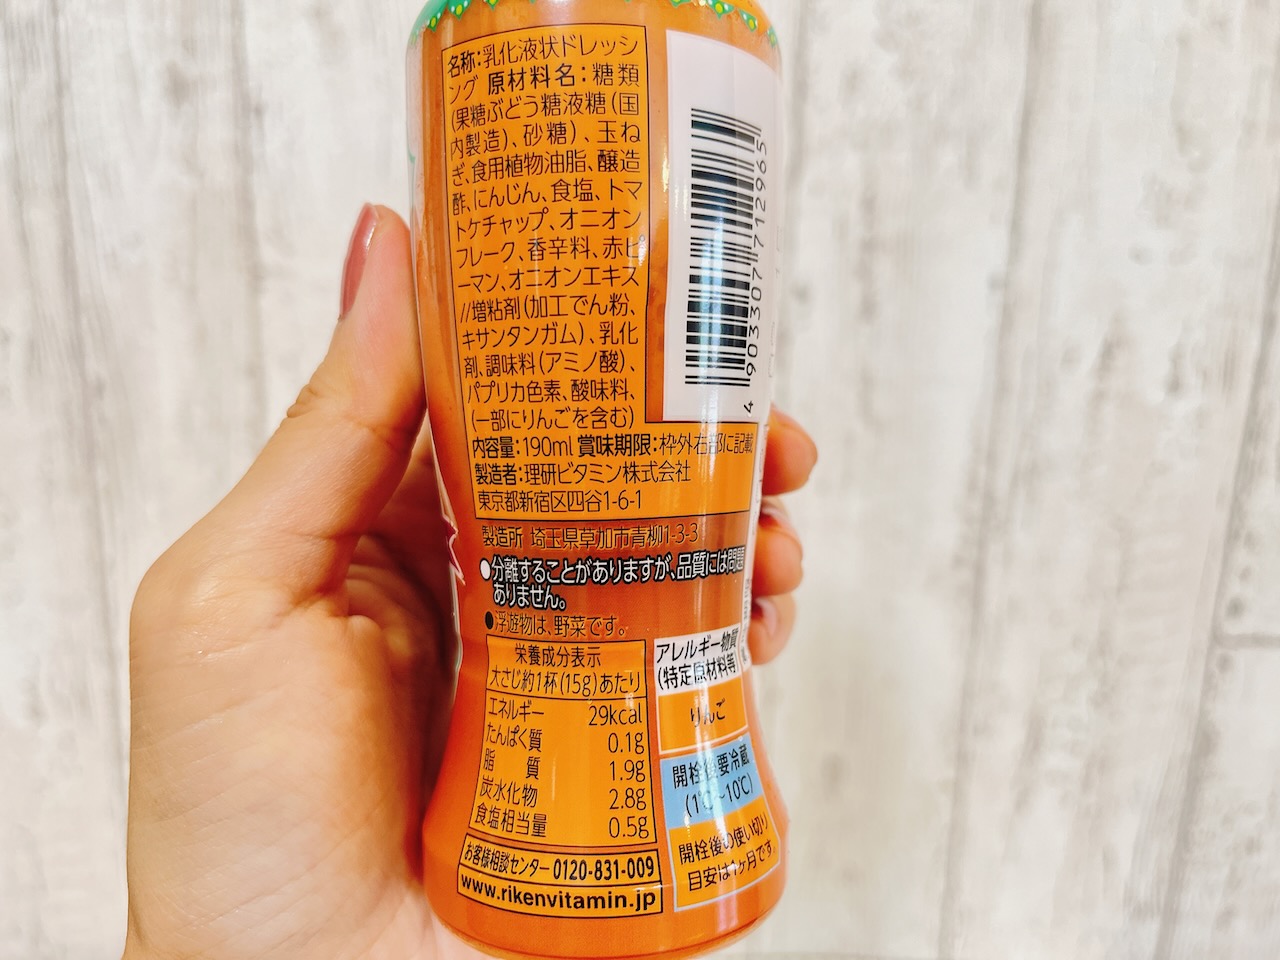 名称:乳化液状ドレッシ
ング 原材料名:糖類
(果糖ぶどう糖液糖(国
内製造)、砂糖)、玉ね
ぎ、食用植物油脂、醸造
酢、にんじん、食塩、トマ
トケチャップ、オニオン
フレーク、香辛料、赤ピ
ーマン、オニオンエキス
//増粘剤(加工でん粉、
キサンタンガム)、乳化
剤、調味料(アミノ酸)、
パプリカ色素、酸味料、
(一部にりんごを含む)
内容量:190ml 賞味期限:枠外右部に記載
製造者:理研ビタミン株式会社
東京都新宿区四谷1-6-1
製造所 埼玉県草加市青柳1-3-3
●分離することがありますが、品質には問題
ありません。
●浮遊物は、野菜です。
栄養成分表示
大さじ約1杯(15g)あたり
エネルギー 29kcal
たんぱく質 0.1g
脂質 1.9g
炭水化物 2.8g
食塩相当量 0.5g
お客様相談センター 0120-831-009
www.rikenvitamin.jp
4 903307 712965
アレルギー物質
(特定原材料等)
りんご
開栓後要冷蔵
(1℃~10℃)
開栓後の使い切り
目安は1ヶ月です。